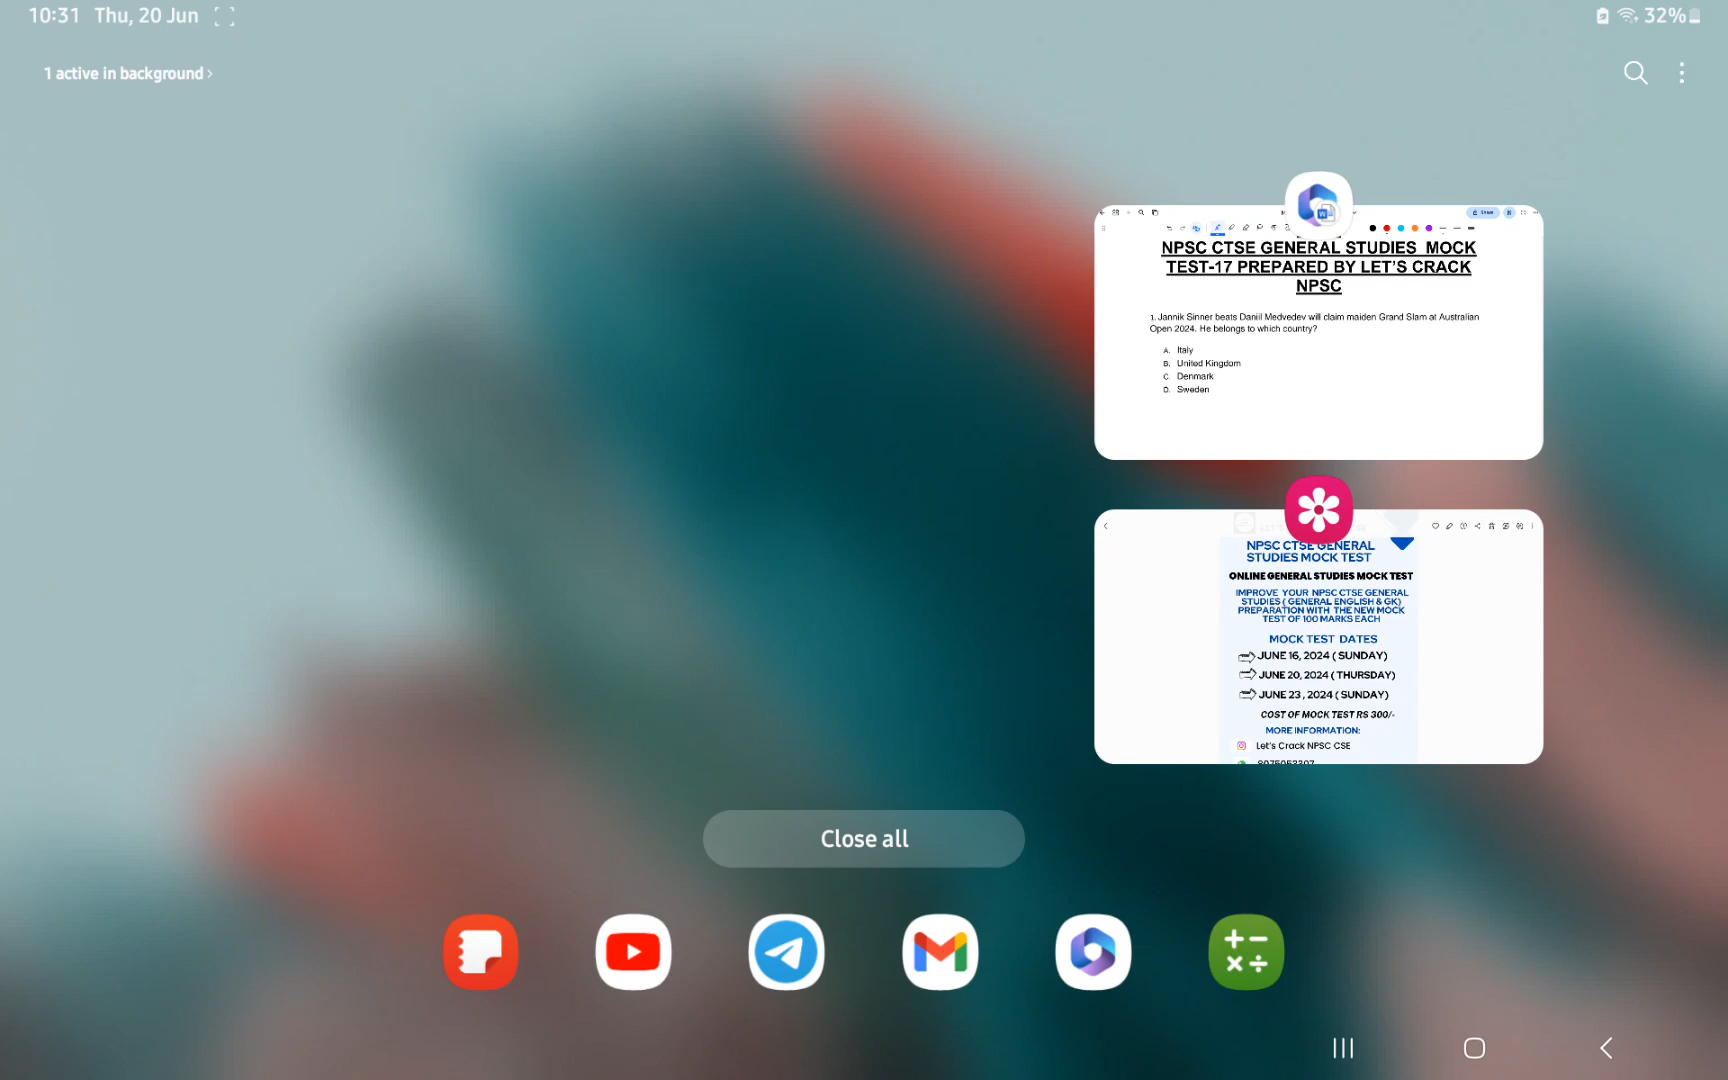 10:31 Thu, 20 Jun
32%
1 active in background >
Share
NPSC CTSE GENERAL STUDIES MOCK
TEST-17 PREPARED BY LET'S CRACK
NPSC
1. Jannik Sinner beats Daniil Medvedev will claim maiden Grand Slam at Australian
Open 2024. He belongs to which country?
A. Italy
B. United Kingdom
C. Denmark
D. Sweden
NPSC CTSE GENERAL
STUDIES MOCK TEST
ONLINE GENERAL STUDIES MOCK TEST
IMPROVE YOUR NPSC CTSE GENERAL
STUDIES ( GENERAL ENGLISH & GK)
PREPARATION WITH THE NEW MOCK
TEST OF 100 MARKS EACH
MOCK TEST DATES
JUNE 16, 2024 ( SUNDAY)
JUNE 20, 2024 ( THURSDAY)
JUNE 23 , 2024 ( SUNDAY)
COST OF MOCK TEST RS 300/-
MORE INFORMATION:
Let's Crack NPSC CSE
Close all